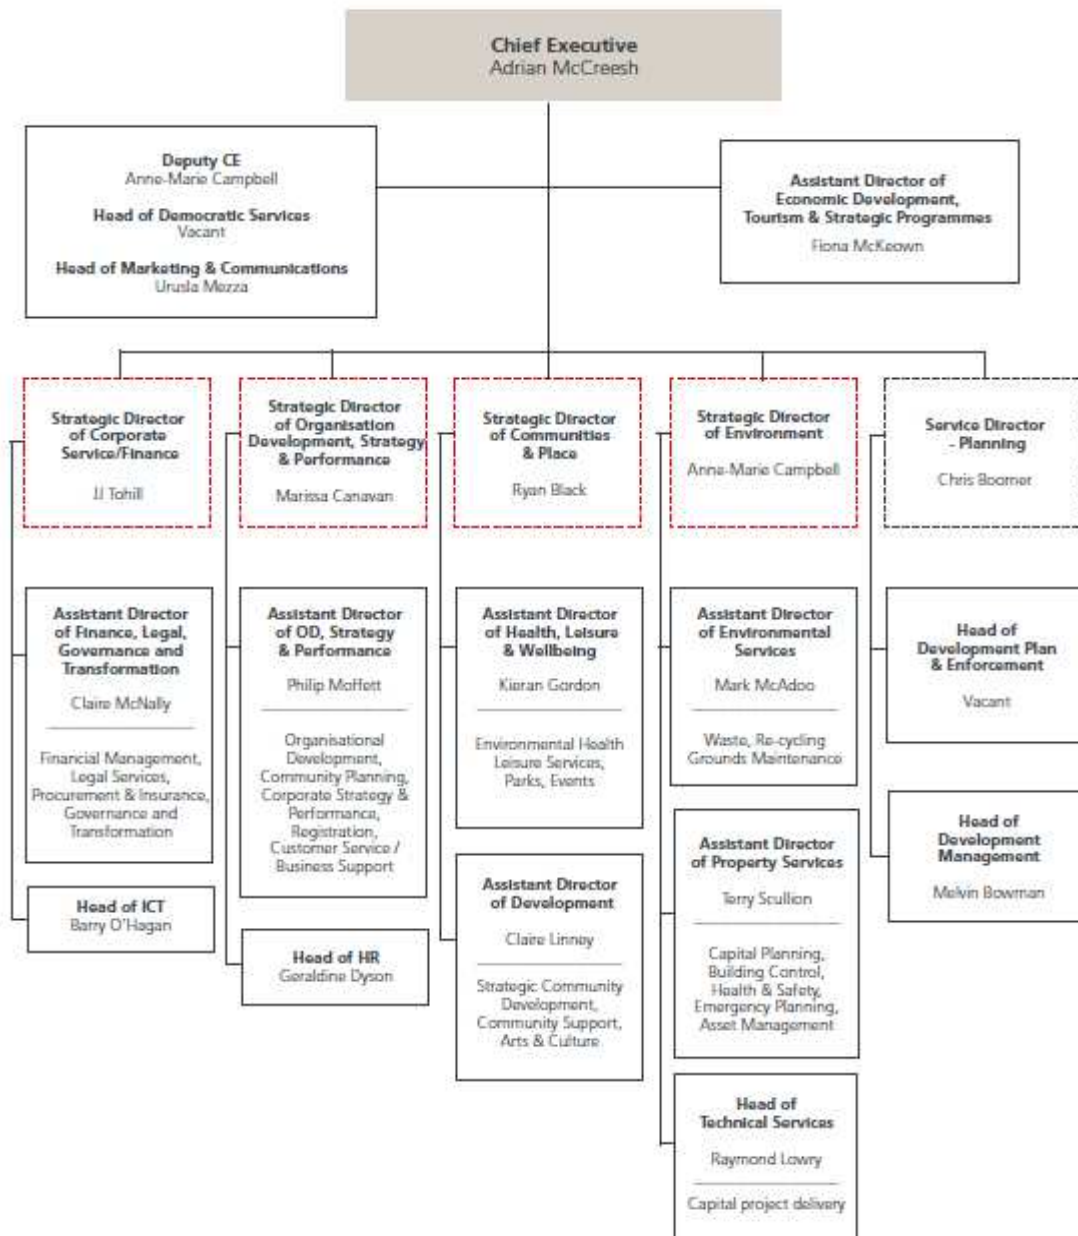 Chief Executive
Adrian McCreesh
Deputy CE
Anne-Marie Campbell
Head of Democratic Services
Vacant
Head of Marketing & Communications
Urusla Mezza
Assistant Director of
Economic Development,
Tourism & Strategic Programmes
Fiona McKeown
Strategic Director
of Corporate
Service/Finance
JJ Tohill
Strategic Director
of Organisation
Development, Strategy
& Performance
Marissa Canavan
Strategic Director
of Communities
& Place
Ryan Black
Strategic Director
of Environment
Anne-Marie Campbell
Service Director
- Planning
Chris Boomer
Assistant Director
of Finance, Legal,
Governance and
Transformation
Claire McNally
Financial Management,
Legal Services,
Procurement & Insurance,
Governance and
Transformation
Head of ICT
Barry O'Hagan
Assistant Director
of OD, Strategy
& Performance
Philip Moffett
Organisational
Development,
Community Planning,
Corporate Strategy &
Performance,
Registration,
Customer Service /
Business Support
Head of HR
Geraldine Dyson
Assistant Director
of Health, Leisure
& Wellbeing
Kieran Gordon
Environmental Health
Leisure Services,
Parks, Events
Assistant Director
of Development
Claire Linney
Strategic Community
Development,
Community Support,
Arts & Culture
Assistant Director
of Environmental
Services
Mark McAdoo
Waste, Re-cycling
Grounds Maintenance
Assistant Director
of Property Services
Terry Scullion
Capital Planning,
Building Control,
Health & Safety,
Emergency Planning,
Asset Management
Head of
Technical Services
Raymond Lowry
Capital project delivery
Head of
Development Plan
& Enforcement
Vacant
Head of
Development
Management
Melvin Bowman